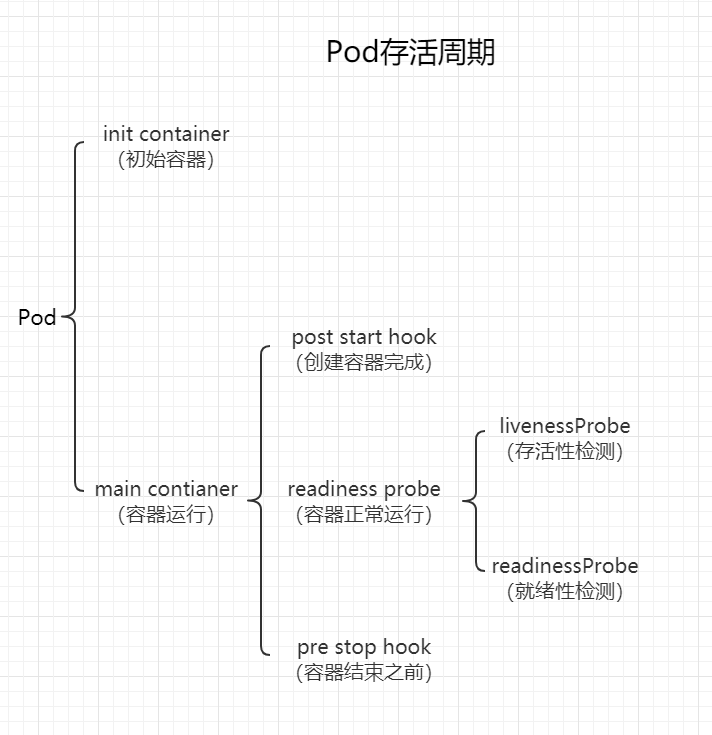 Pod存活周期
init container
（初始容器）
Pod
post start hook
（创建容器完成）
livenessProbe
（存活性检测）
main contianer
（容器运行）
readiness probe
（容器正常运行）
readinessProbe
（就绪性检测）
pre stop hook
（容器结束之前）